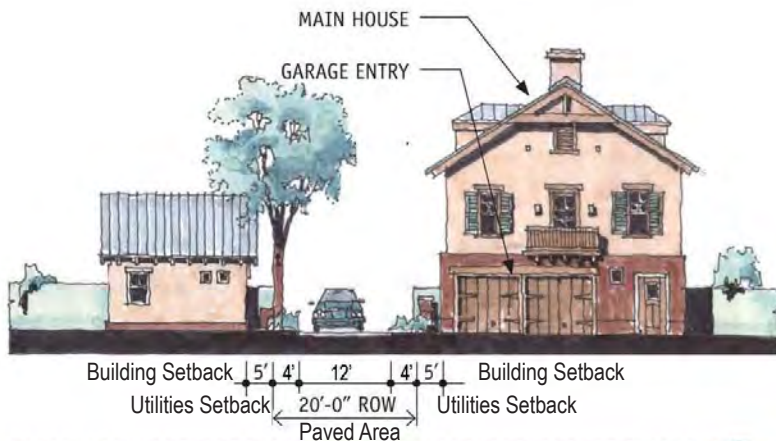 MAIN HOUSE
GARAGE ENTRY
Building Setback 5' 4' 12' 4' 5' Building Setback
Utilities Setback 20'-0" ROW Utilities Setback
Paved Area